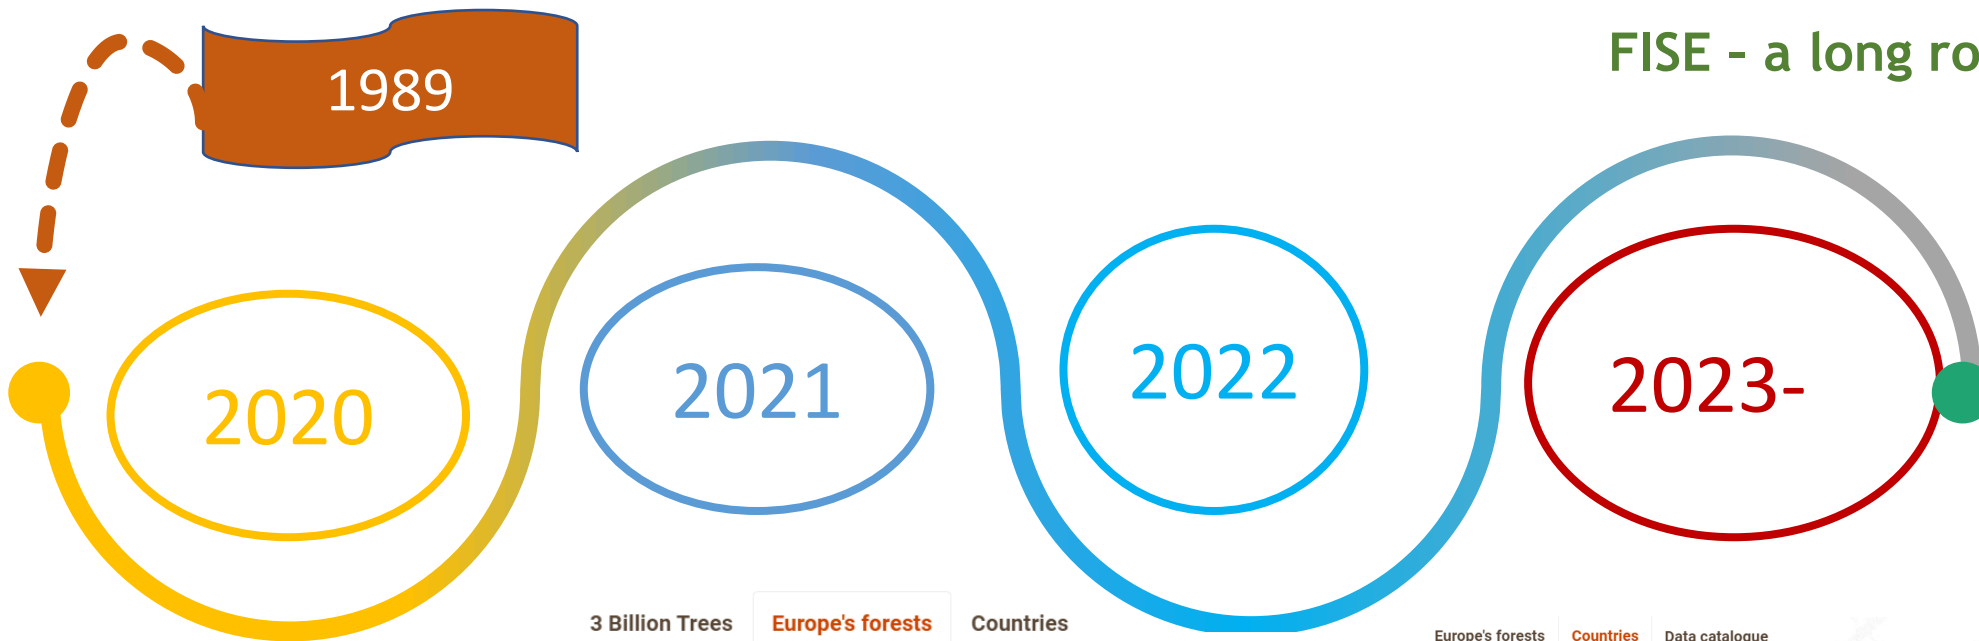 FISE - a long ro
1989
2020
2021
2022
2023-
3 Billion Trees Europe's forests Countries
Europe's forests Countries Data catalogue